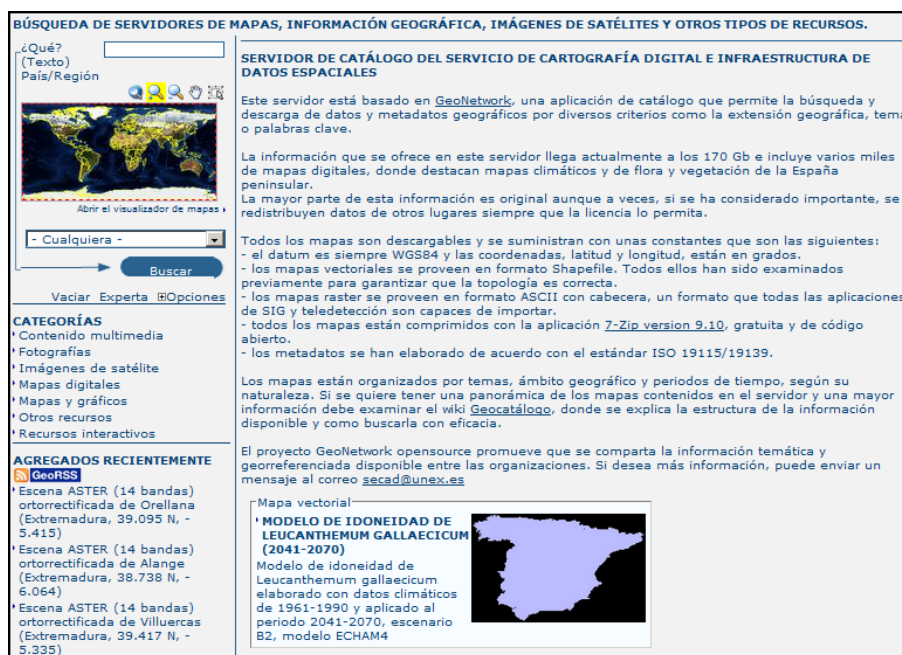 BÚSQUEDA DE SERVIDORES DE MAPAS, INFORMACIÓN GEOGRÁFICA, IMÁGENES DE SATÉLITES Y OTROS TIPOS DE RECURSOS.
¿Qué?
(Texto)
País/Región
Abrir el visualizador de mapas
- Cualquiera -
Buscar
Vaciar Experta Opciones
CATEGORÍAS
Contenido multimedia
Fotografías
Imágenes de satélite
Mapas digitales
Mapas y gráficos
Otros recursos
Recursos interactivos
AGREGADOS RECIENTEMENTE
GeoRSS
Escena ASTER (14 bandas)
ortorrectificada de Orellana
(Extremadura, 39.095 N, -
5.415)
Escena ASTER (14 bandas)
ortorrectificada de Alange
(Extremadura, 38.738 N, -
6.064)
Escena ASTER (14 bandas)
ortorrectificada de Villuercas
(Extremadura, 39.417 N, -
5.335)
SERVIDOR DE CATÁLOGO DEL SERVICIO DE CARTOGRAFÍA DIGITAL E INFRAESTRUCTURA DE
DATOS ESPACIALES
Este servidor está basado en GeoNetwork, una aplicación de catálogo que permite la búsqueda y
descarga de datos y metadatos geográficos por diversos criterios como la extensión geográfica, tema
o palabras clave.
La información que se ofrece en este servidor llega actualmente a los 170 Gb e incluye varios miles
de mapas digitales, donde destacan mapas climáticos y de flora y vegetación de la España
peninsular.
La mayor parte de esta información es original aunque a veces, si se ha considerado importante, se
redistribuyen datos de otros lugares siempre que la licencia lo permita.
Todos los mapas son descargables y se suministran con unas constantes que son las siguientes:
- el datum es siempre WGS84 y las coordenadas, latitud y longitud, están en grados.
- los mapas vectoriales se proveen en formato Shapefile. Todos ellos han sido examinados
previamente para garantizar que la topología es correcta.
- los mapas raster se proveen en formato ASCII con cabecera, un formato que todas las aplicaciones
de SIG y teledetección son capaces de importar.
- todos los mapas están comprimidos con la aplicación 7-Zip version 9.10, gratuita y de código
abierto.
- los metadatos se han elaborado de acuerdo con el estándar ISO 19115/19139.
Los mapas están organizados por temas, ámbito geográfico y periodos de tiempo, según su
naturaleza. Si se quiere tener una panorámica de los mapas contenidos en el servidor y una mayor
información debe examinar el wiki Geocatálogo, donde se explica la estructura de la información
disponible y como buscarla con eficacia.
El proyecto GeoNetwork opensource promueve que se comparta la información temática y
georreferenciada disponible entre las organizaciones. Si desea más información, puede enviar un
mensaje al correo secad@unex.es
Mapa vectorial
MODELO DE IDONEIDAD DE
LEUCANTHEMUM GALLAECICUM
(2041-2070)
Modelo de idoneidad de
Leucanthemum gallaecicum
elaborado con datos climáticos
de 1961-1990 y aplicado al
periodo 2041-2070, escenario
B2, modelo ECHAM4